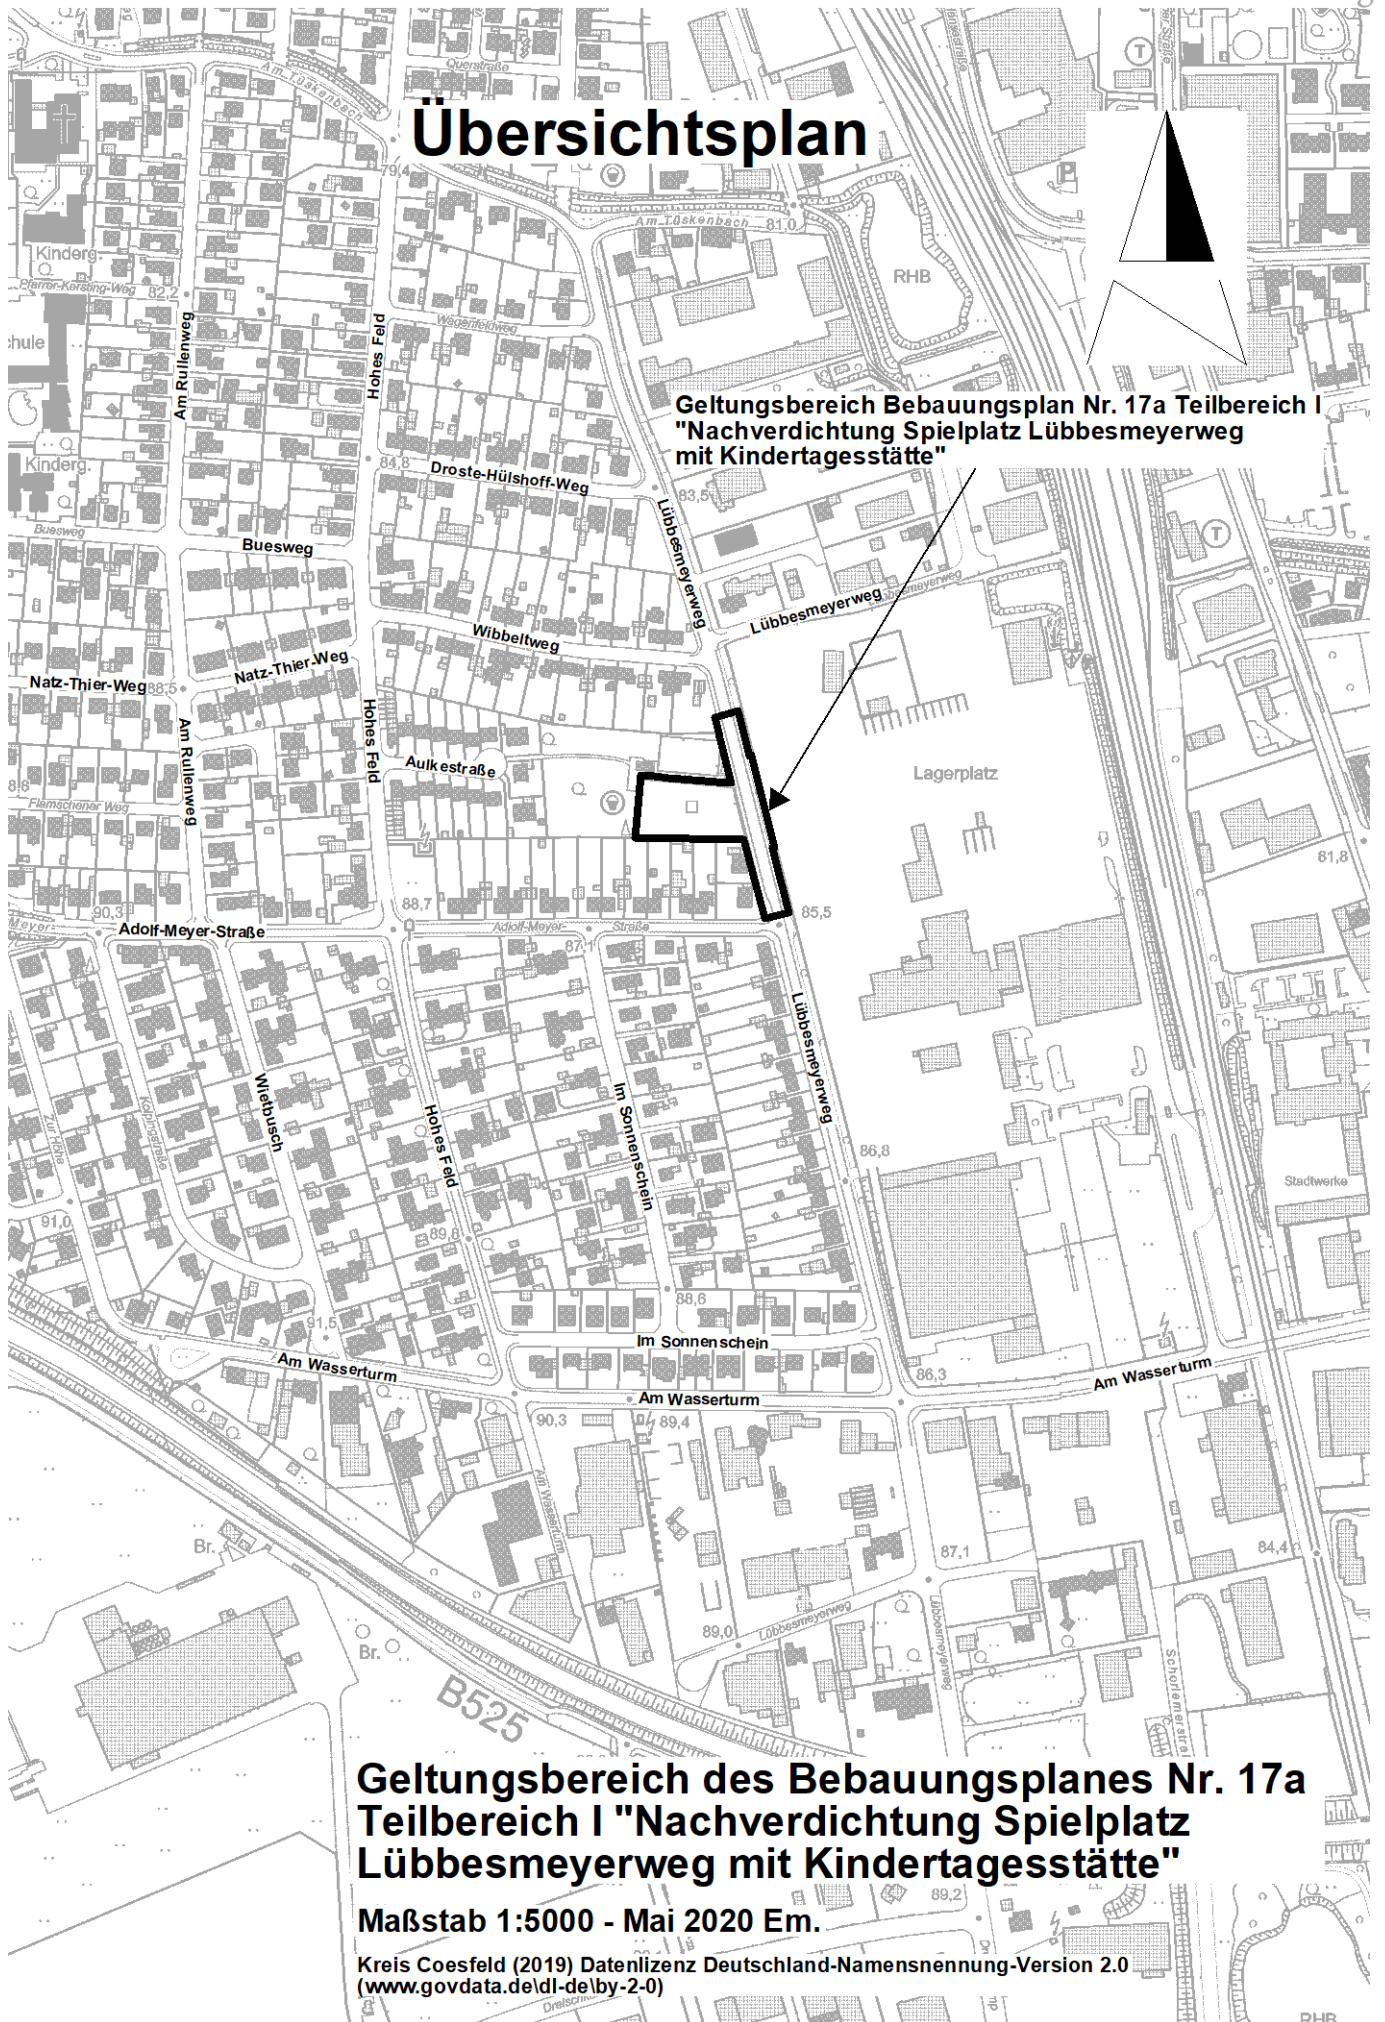 Querstraße
Am Tüskenbach
Übersichtsplan
T
79,4
P
Am Tüskenbach
81,0
Kinderg.
RHB
Pfarrer-Kersting-Weg
82,2
Wegenfeldweg
Am Rullenweg
Hohes Feld
chule
Geltungsbereich Bebauungsplan Nr. 17a Teilbereich I
"Nachverdichtung Spielplatz Lübbesmeyerweg
mit Kindertagesstätte"
Kinderg.
84,8
Droste-Hülshoff-Weg
83,5
Lübbesmeyerweg
Buesweg
Buesweg
T
Lübbesmeyerweg
Lübbesmeyerweg
Wibbeltweg
Natz-Thier-Weg
Natz-Thier-Weg
88,5
Am Rullenweg
Hohes Feld
Aulkestraße
Lagerplatz
8,8
Flamschener Weg
81,8
88,7
85,5
90,3
Meyer-
Adolf-Meyer-Straße
Adolf-Meyer-
Straße
87,1
Lübbesmeyerweg
Wietbusch
Zur Höhe
Kolpingstraße
Hohes Feld
Im Sonnenschein
86,8
Stadtwerke
91,0
89,8
88,6
91,5
Im Sonnenschein
Am Wasserturm
86,3
Am Wasserturm
Am Wasserturm
90,3
89,4
Am Wasserturm
Br.
87,1
84,4
Lübbesmeyerweg
Lübbesmeyerweg
89,0
Br.
Schorlemerstraße
B525
Geltungsbereich des Bebauungsplanes Nr. 17a
Teilbereich I "Nachverdichtung Spielplatz
Lübbesmeyerweg mit Kindertagesstätte"
89,2
Maßstab 1:5000 - Mai 2020 Em.
Kreis Coesfeld (2019) Datenlizenz Deutschland-Namensnennung-Version 2.0
(www.govdata.de\dl-de\by-2-0)
RHB